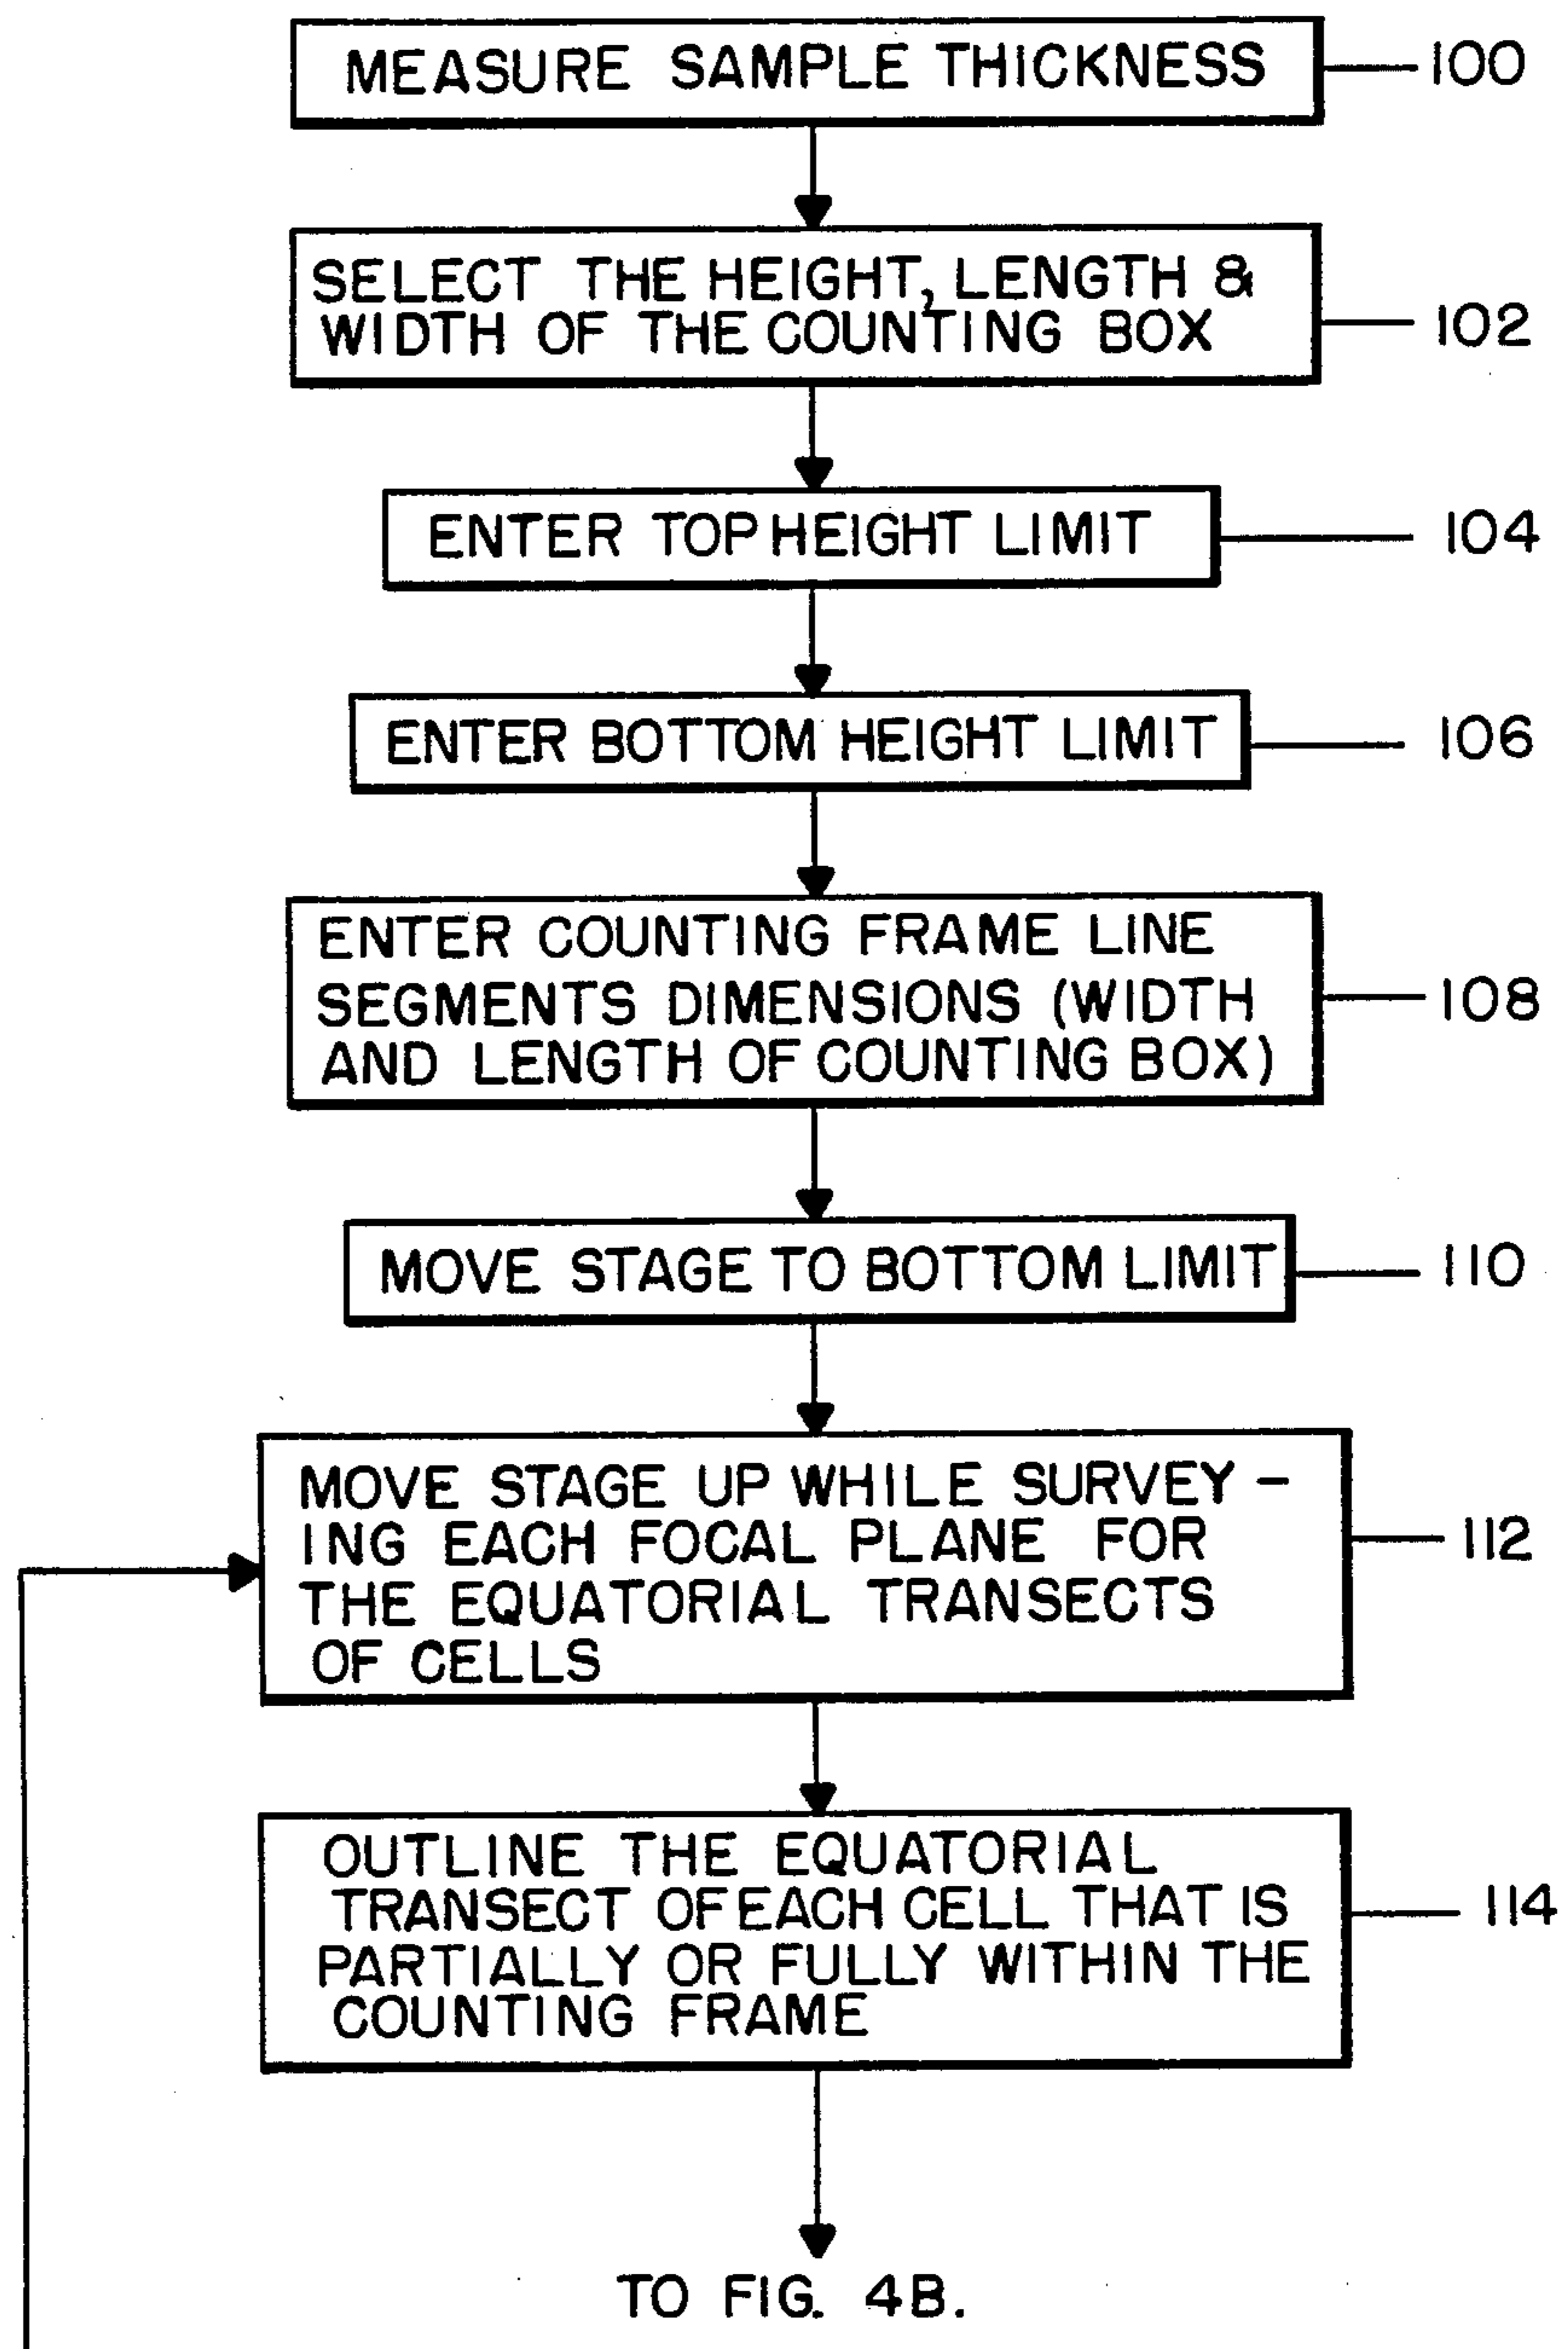 MEASURE SAMPLE THICKNESS
100
SELECT THE HEIGHT, LENGTH &
WIDTH OF THE COUNTING BOX
102
ENTER TOP HEIGHT LIMIT
104
ENTER BOTTOM HEIGHT LIMIT
106
ENTER COUNTING FRAME LINE
SEGMENTS DIMENSIONS (WIDTH
AND LENGTH OF COUNTING BOX)
108
MOVE STAGE TO BOTTOM LIMIT
110
MOVE STAGE UP WHILE SURVEY-
ING EACH FOCAL PLANE FOR
THE EQUATORIAL TRANSECTS
OF CELLS
112
OUTLINE THE EQUATORIAL
TRANSECT OF EACH CELL THAT IS
PARTIALLY OR FULLY WITHIN THE
COUNTING FRAME
114
TO FIG. 4B.